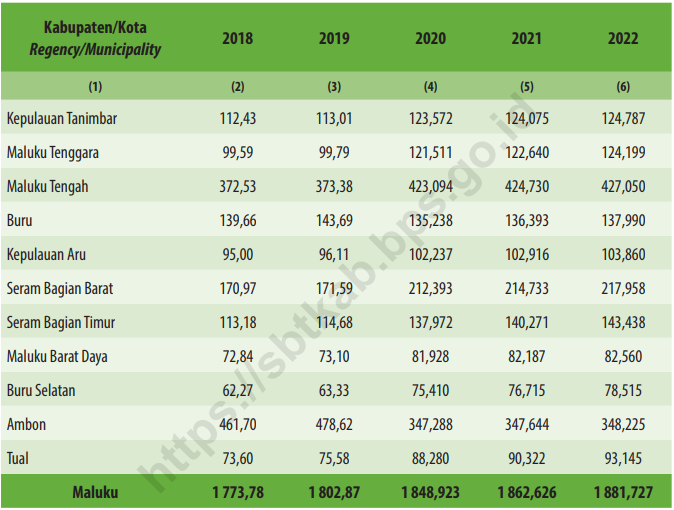 Kabupaten/Kota 2018 2019 2020 2021 2022
Regency/Municipality
(1) (2) (3) (4) (5) (6)
Kepulauan Tanimbar 112,43 113,01 123,572 124,075 124,787
Maluku Tenggara 99,59 99,79 121,511 122,640 124,199
Maluku Tengah 372,53 373,38 423,094 424,730 427,050
Buru 139,66 143,69 135,238 136,393 137,990
Kepulauan Aru 95,00 96,11 102,237 102,916 103,860
Seram Bagian Barat 170,97 171,59 212,393 214,733 217,958
Seram Bagian Timur 113,18 114,68 137,972 140,271 143,438
Maluku Barat Daya 72,84 73,10 81,928 82,187 82,560
Buru Selatan 62,27 63,33 75,410 76,715 78,515
Ambon 461,70 478,62 347,288 347,644 348,225
Tual 73,60 75,58 88,280 90,322 93,145
Maluku 1 773,78 1 802,87 1 848,923 1 862,626 1 881,727
https://sbtkab.bps.go.id